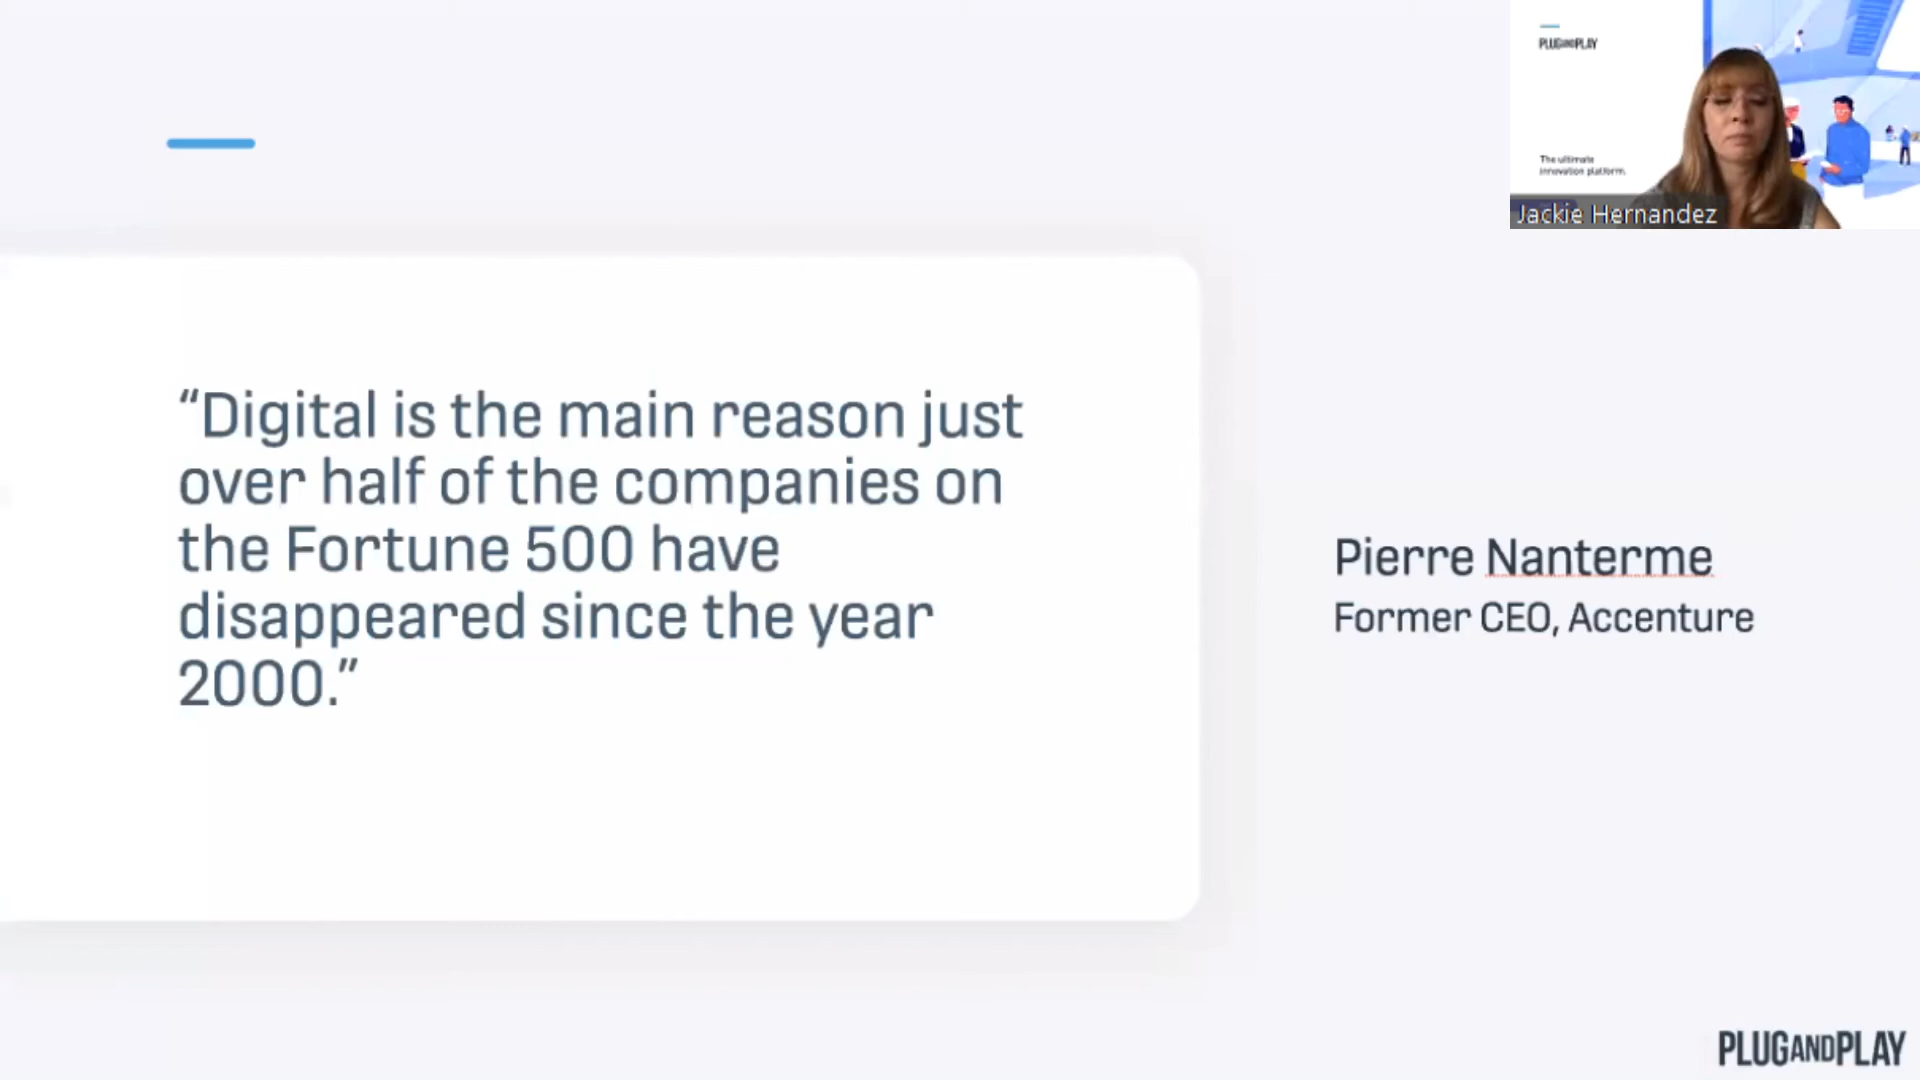 PLUGANDPLAY
The ultimate
innovation platform.
Jackie Hernandez
“Digital is the main reason just
over half of the companies on
the Fortune 500 have
disappeared since the year
2000.”
Pierre Nanterme
Former CEO, Accenture
PLUGANDPLAY